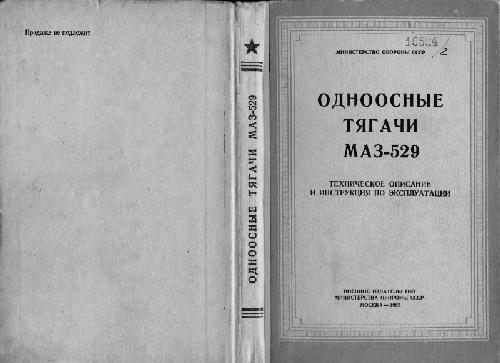 Продаже не подлежит
ОДНООСНЫЕ ТЯГАЧИ МАЗ-529
МИНИСТЕРСТВО ОБОРОНЫ СССР
ОДНООСНЫЕ
ТЯГАЧИ
МАЗ-529
ТЕХНИЧЕСКОЕ ОПИСАНИЕ
И ИНСТРУКЦИЯ ПО ЭКСПЛУАТАЦИИ
ВОЕННОЕ ИЗДАТЕЛЬСТВО
МИНИСТЕРСТВА ОБОРОНЫ СССР
МОСКВА —